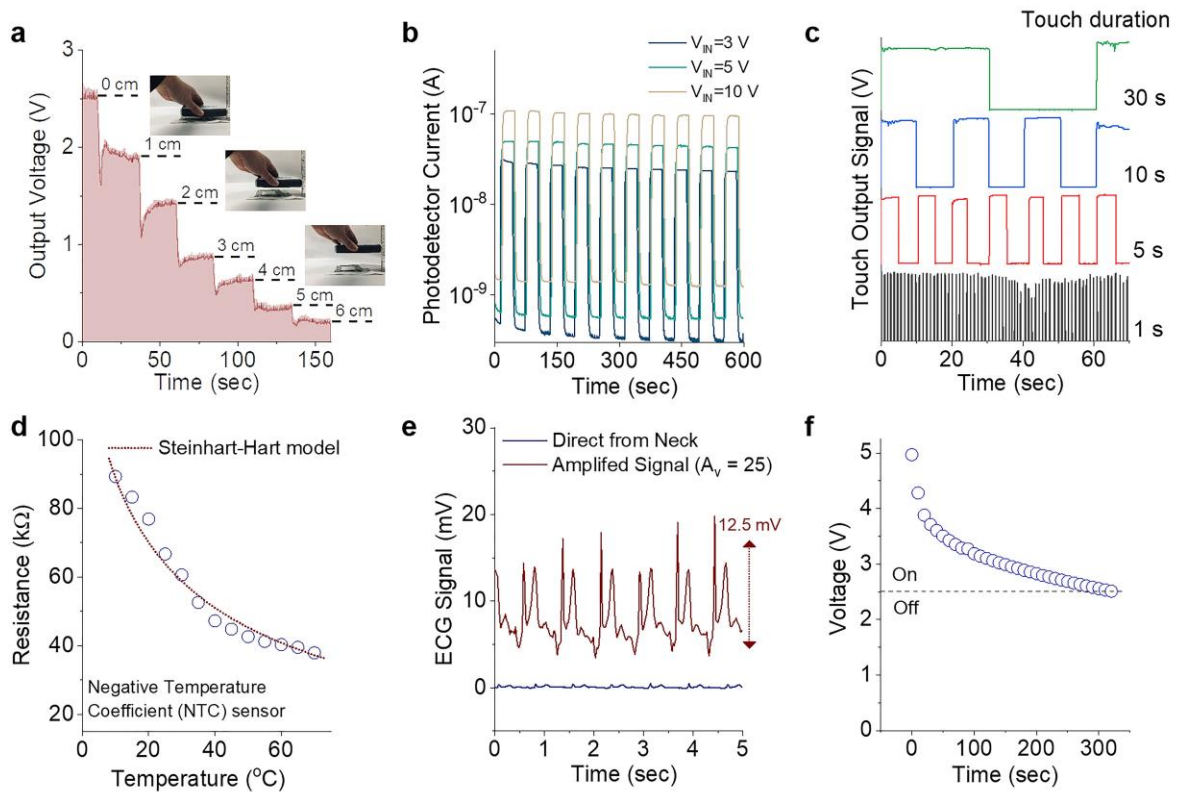 a
3
2
1
0
Output Voltage (V)
0 cm
1 cm
2 cm
3 cm
4 cm
5 cm
6 cm
0 50 100 150
Time (sec)
b
V_IN=3 V
V_IN=5 V
V_IN=10 V
10⁻⁷
10⁻⁸
10⁻⁹
Photodetector Current (A)
0 150 300 450 600
Time (sec)
c
Touch duration
Touch Output Signal (V)
30 s
10 s
5 s
1 s
0 20 40 60
Time (sec)
d
Steinhart-Hart model
100
80
60
40
20
Resistance (kΩ)
Negative Temperature
Coefficient (NTC) sensor
0 20 40 60
Temperature (°C)
e
Direct from Neck
Amplifed Signal (A_v = 25)
12.5 mV
30
20
10
0
ECG Signal (mV)
0 1 2 3 4 5
Time (sec)
f
5
4
3
2
1
0
Voltage (V)
On
Off
0 100 200 300
Time (sec)